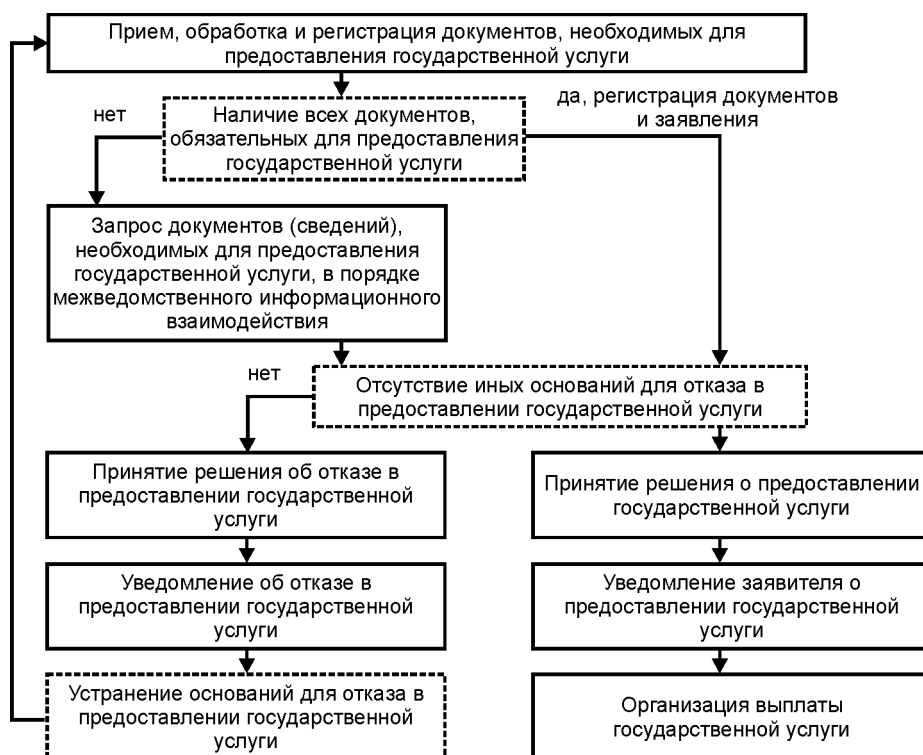 Прием, обработка и регистрация документов, необходимых для
предоставления государственной услуги
нет
Наличие всех документов,
обязательных для предоставления
государственной услуги
да, регистрация документов
и заявления
Запрос документов (сведений),
необходимых для предоставления
государственной услуги, в порядке
межведомственного информационного
взаимодействия
нет
Отсутствие иных оснований для отказа в
предоставлении государственной услуги
Принятие решения об отказе в
предоставлении государственной
услуги
Принятие решения о предоставлении
государственной услуги
Уведомление об отказе в
предоставлении государственной
услуги
Уведомление заявителя о
предоставлении государственной
услуги
Устранение оснований для отказа в
предоставлении государственной
услуги
Организация выплаты
государственной услуги